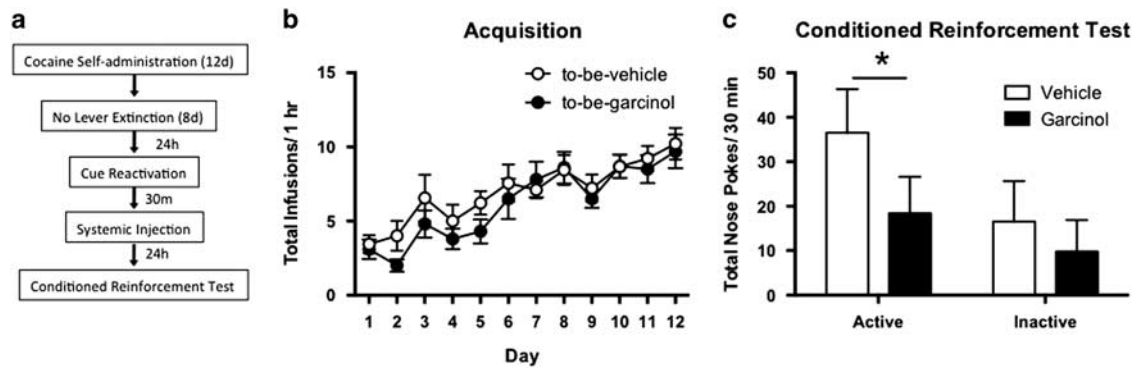 a
Cocaine Self-administration (12d)
No Lever Extinction (8d)
24h
Cue Reactivation
30m
Systemic Injection
24h
Conditioned Reinforcement Test
b
Acquisition
to-be-vehicle
to-be-garcinol
Total Infusions/ 1 hr
15
10
5
0
1 2 3 4 5 6 7 8 9 10 11 12
Day
c
Conditioned Reinforcement Test
*
Vehicle
Garcinol
Total Nose Pokes/ 30 min
50
40
30
20
10
0
Active Inactive